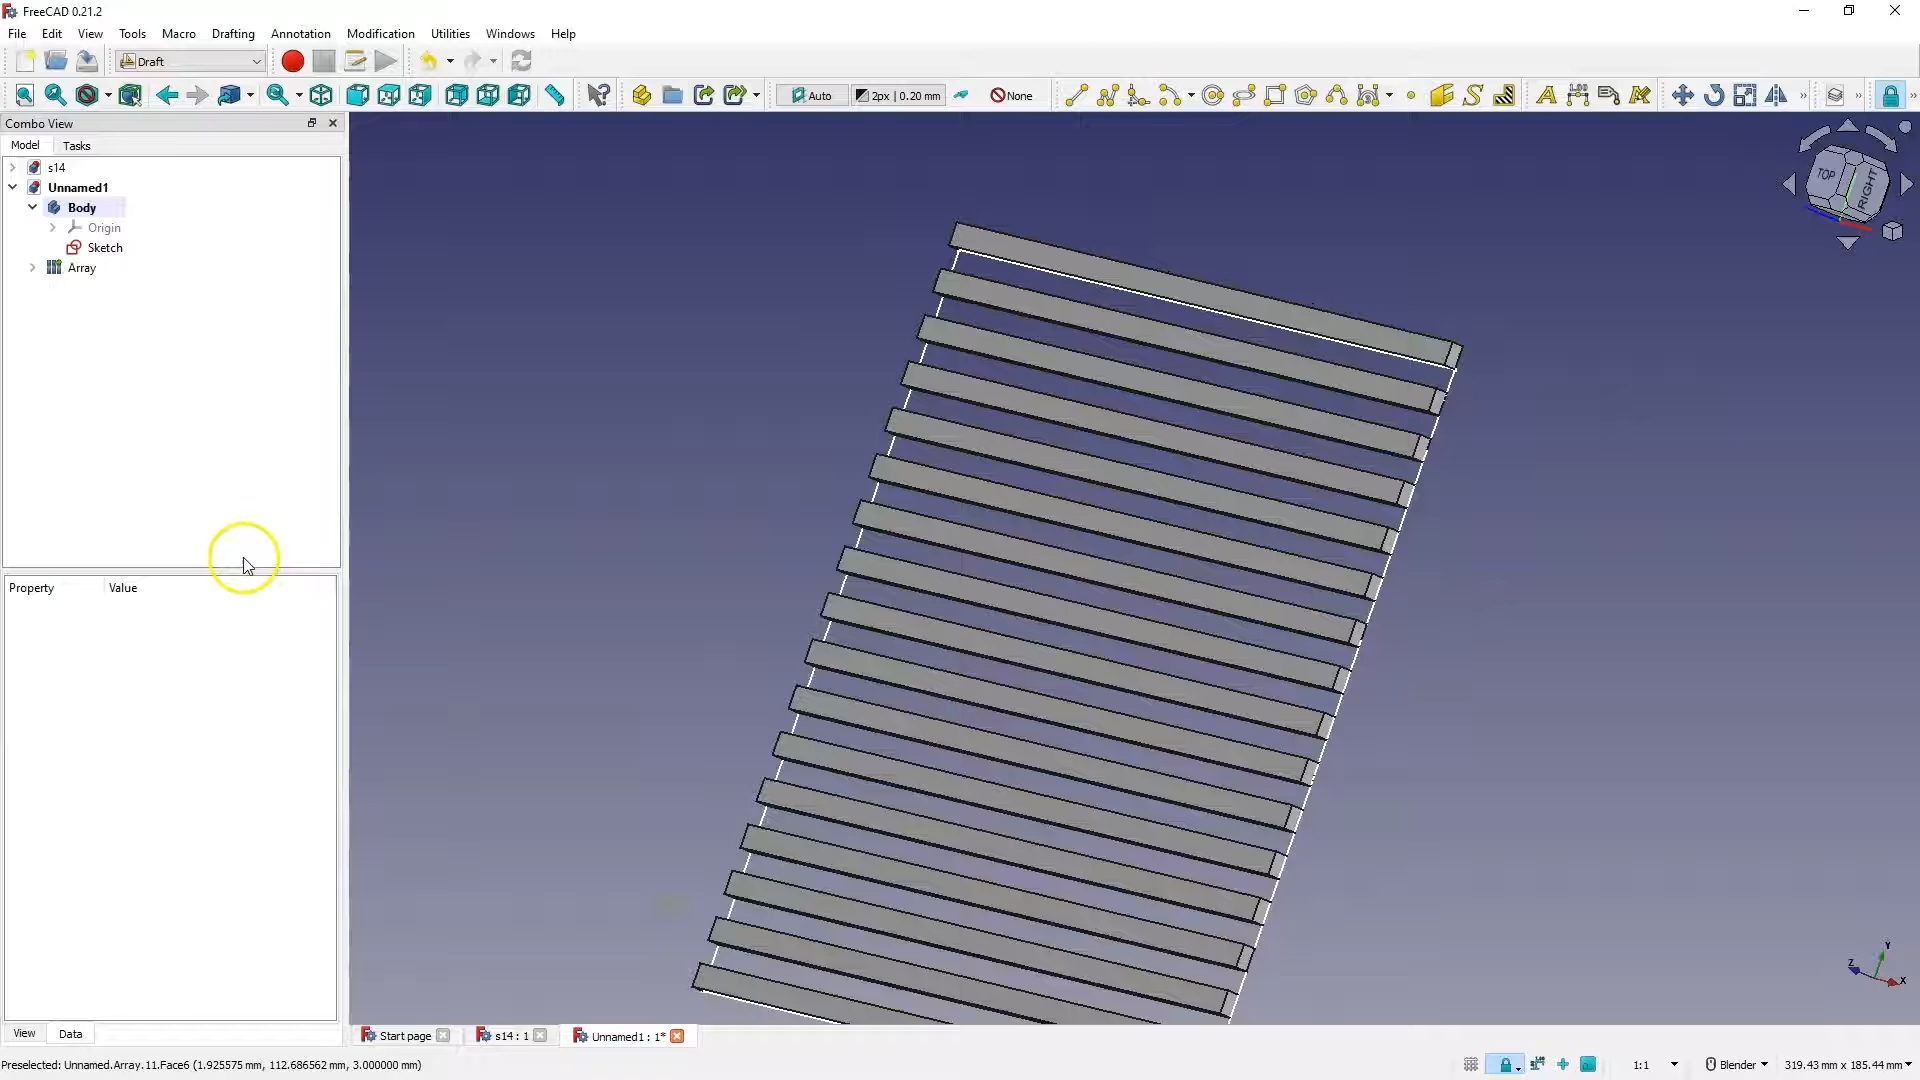 FreeCAD 0.21.2
File Edit View Tools Macro Drafting Annotation Modification Utilities Windows Help
Draft
Auto 2px | 0.20 mm None
Combo View
Model Tasks
s14
Unnamed1
Body
Origin
Sketch
Array
TOP RIGHT
Property Value
Y
Z
X
View Data
Start page s14 : 1 Unnamed1 : 1*
Preselected: Unnamed.Array.11.Face6 (1.925575 mm, 112.686562 mm, 3.000000 mm) 1:1 Blender 319.43 mm x 185.44 mm